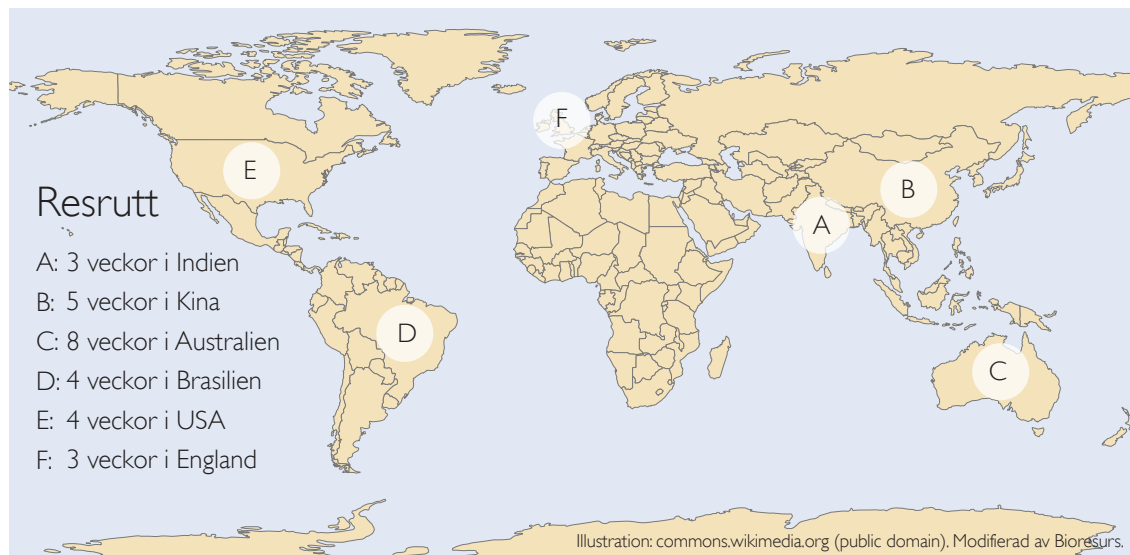 F
E
B
Resrutt
A
A: 3 veckor i Indien
B: 5 veckor i Kina
C: 8 veckor i Australien
D
D: 4 veckor i Brasilien
C
E: 4 veckor i USA
F: 3 veckor i England
Illustration: commons.wikimedia.org (public domain). Modifierad av Bioresurs.